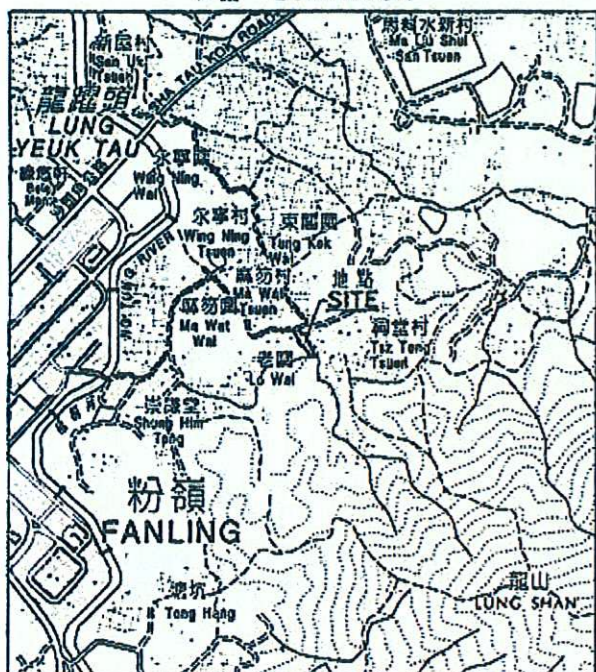 新屋村
San Uk
Tsuen
SHA TAU KOK ROAD
馬料水新村
Ma Liu Shui
San Tsuen
龍躍頭
LUNG
YEUK TAU
永寧圍
Wing Ning
Wai
永寧村
Wing Ning
Tsuen
東閣圍
Tung Kok
Wai
麻笏村
Ma Wat
Tsuen
地點
SITE
麻笏圍
Ma Wat
Wai
祠堂村
Tsz Tong
Tsuen
老圍
Lo Wai
崇謙堂
Shung Him
Tong
粉嶺
FANLING
龍山
LUNG SHAN
塘坑
Tong Hang